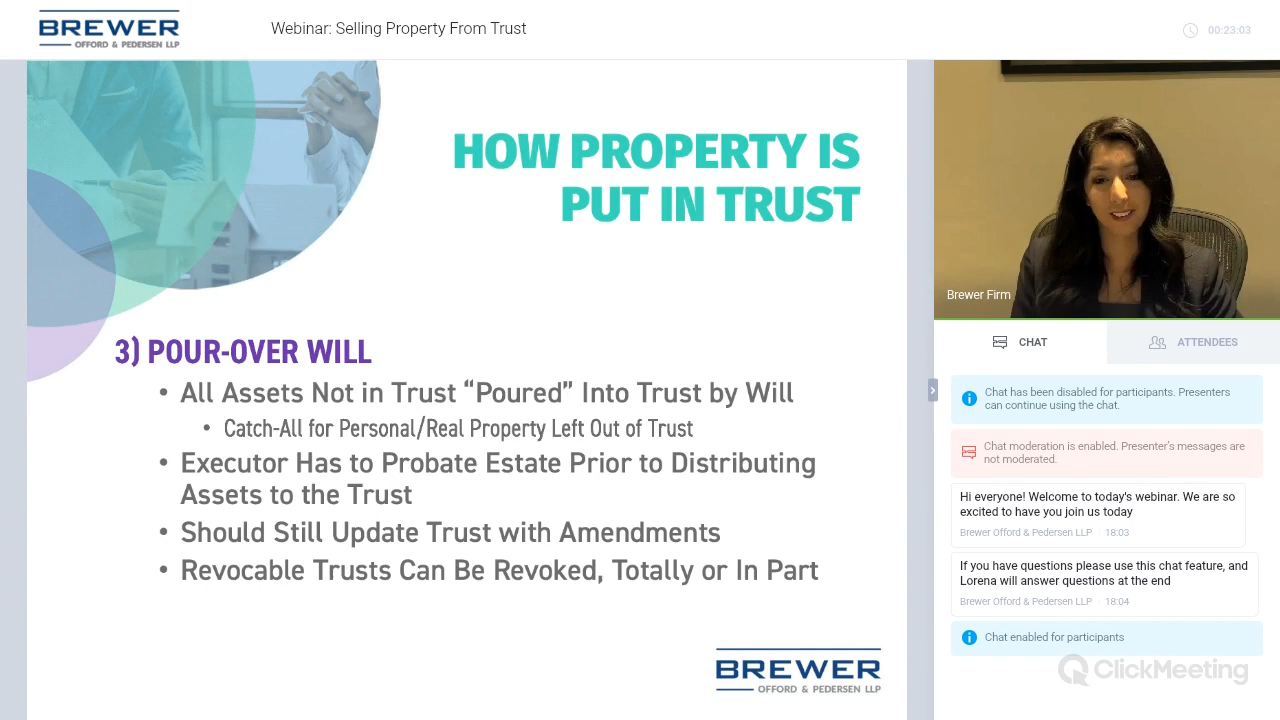 BREWER
OFFORD & PEDERSEN LLP
Webinar: Selling Property From Trust
00:23:03
HOW PROPERTY IS
PUT IN TRUST
3) POUR-OVER WILL
• All Assets Not in Trust “Poured” Into Trust by Will
• Catch-All for Personal/Real Property Left Out of Trust
• Executor Has to Probate Estate Prior to Distributing
Assets to the Trust
• Should Still Update Trust with Amendments
• Revocable Trusts Can Be Revoked, Totally or In Part
BREWER
OFFORD & PEDERSEN LLP
Brewer Firm
CHAT
ATTENDEES
Chat has been disabled for participants. Presenters
can continue using the chat.
Chat moderation is enabled. Presenter's messages are
not moderated.
Hi everyone! Welcome to today's webinar. We are so
excited to have you join us today
Brewer Offord & Pedersen LLP · 18:03
If you have questions please use this chat feature, and
Lorena will answer questions at the end
Brewer Offord & Pedersen LLP · 18:04
Chat enabled for participants
ClickMeeting